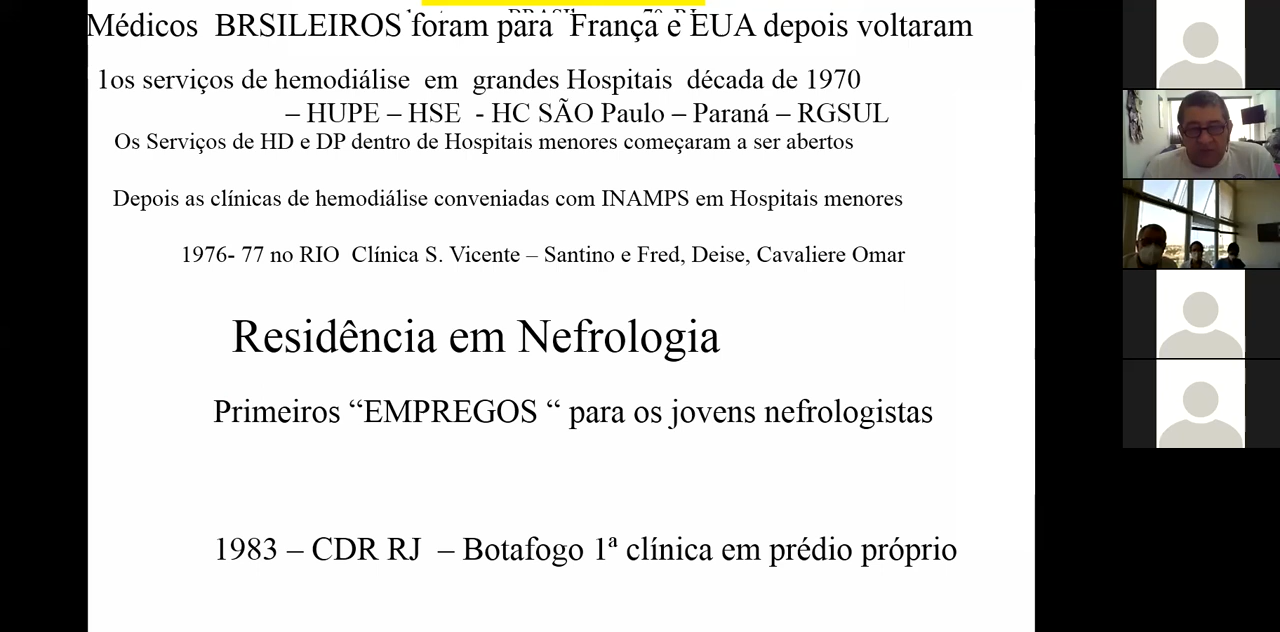 Médicos BRSILEIROS foram para França e EUA depois voltaram
1os serviços de hemodiálise em grandes Hospitais década de 1970
– HUPE – HSE - HC SÃO Paulo – Paraná – RGSUL
Os Serviços de HD e DP dentro de Hospitais menores começaram a ser abertos
Depois as clínicas de hemodiálise conveniadas com INAMPS em Hospitais menores
1976- 77 no RIO Clínica S. Vicente – Santino e Fred, Deise, Cavaliere Omar
Residência em Nefrologia
Primeiros “EMPREGOS “ para os jovens nefrologistas
1983 – CDR RJ – Botafogo 1ª clínica em prédio próprio